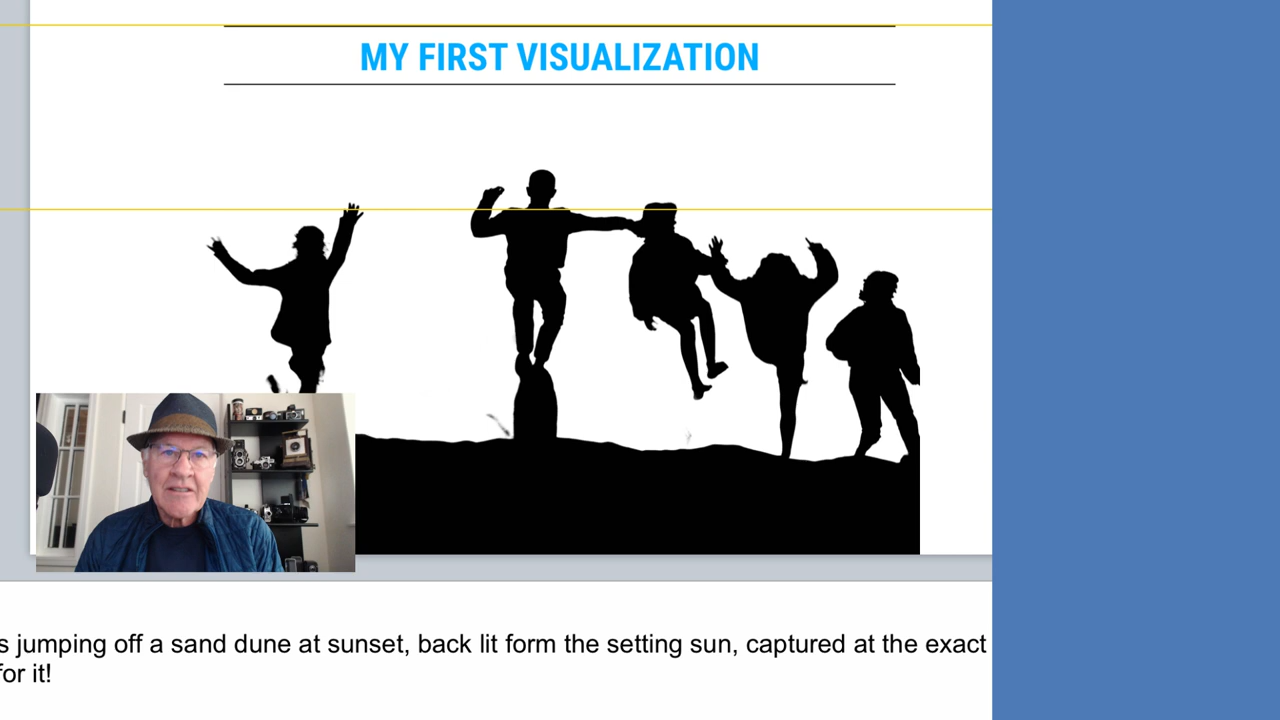 MY FIRST VISUALIZATION
s jumping off a sand dune at sunset, back lit form the setting sun, captured at the exact
for it!